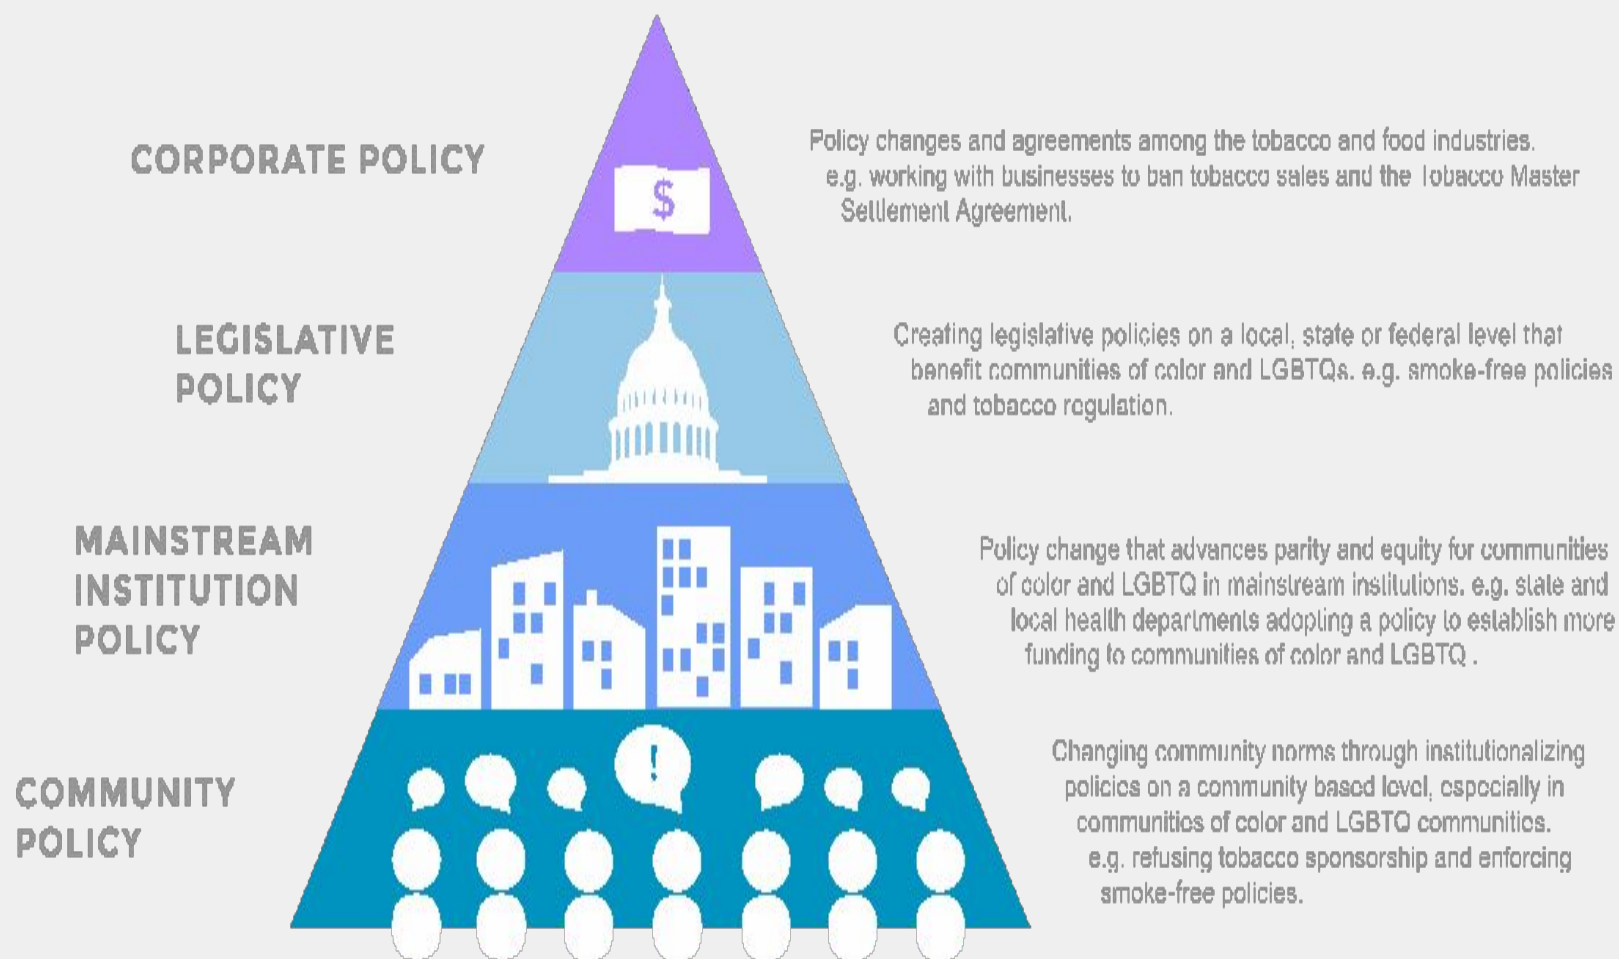 CORPORATE POLICY
Policy changes and agreements among the tobacco and food industries.
e.g. working with businesses to ban tobacco sales and the Tobacco Master
Settlement Agreement.
$
LEGISLATIVE
POLICY
Creating legislative policies on a local, state or federal level that
benefit communities of color and LGBTQs. e.g. smoke-free policies
and tobacco regulation.
MAINSTREAM
INSTITUTION
POLICY
Policy change that advances parity and equity for communities
of color and LGBTQ in mainstream institutions. e.g. state and
local health departments adopting a policy to establish more
funding to communities of color and LGBTQ .
COMMUNITY
POLICY
!
Changing community norms through institutionalizing
policies on a community based level, especially in
communities of color and LGBTQ communities.
e.g. refusing tobacco sponsorship and enforcing
smoke-free policies.